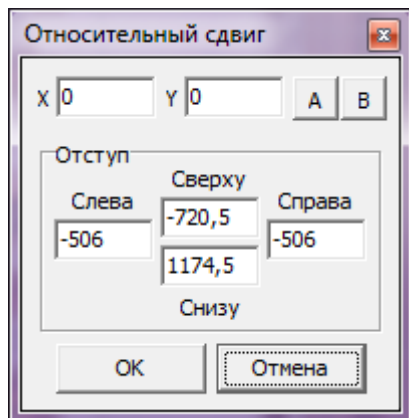 Относительный сдвиг
X 0 Y 0 A B
Отступ
Сверху
Слева Справа
-720,5
-506 -506
1174,5
Снизу
OK Отмена